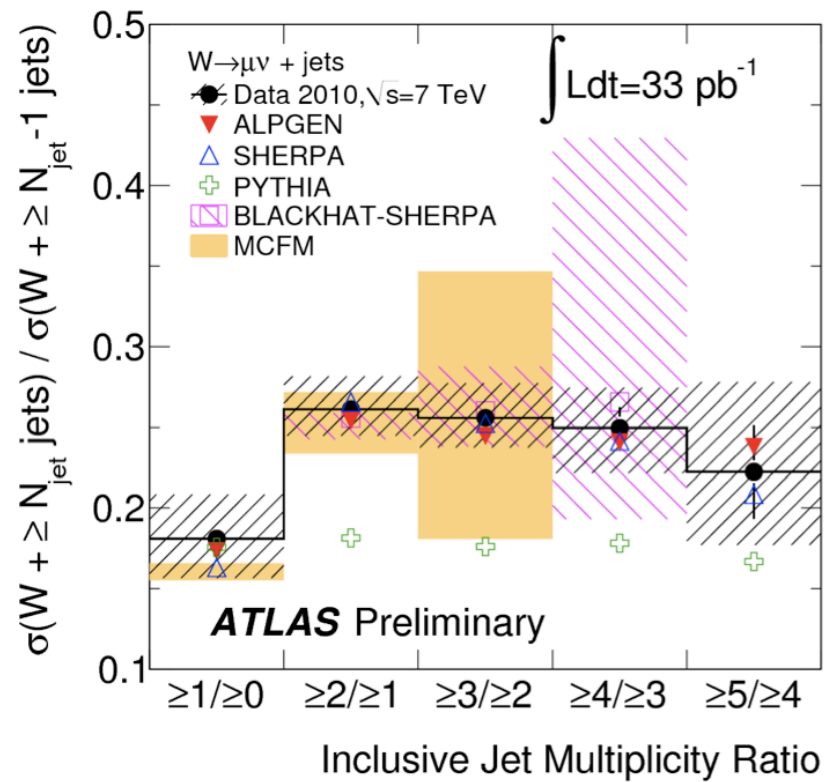 σ(W + ≥ N_jet jets) / σ(W + ≥ N_jet -1 jets)
0.5
0.4
0.3
0.2
0.1
W→μν + jets
Data 2010,√s=7 TeV
ALPGEN
SHERPA
PYTHIA
BLACKHAT-SHERPA
MCFM
∫Ldt=33 pb⁻¹
ATLAS Preliminary
≥1/≥0 ≥2/≥1 ≥3/≥2 ≥4/≥3 ≥5/≥4
Inclusive Jet Multiplicity Ratio